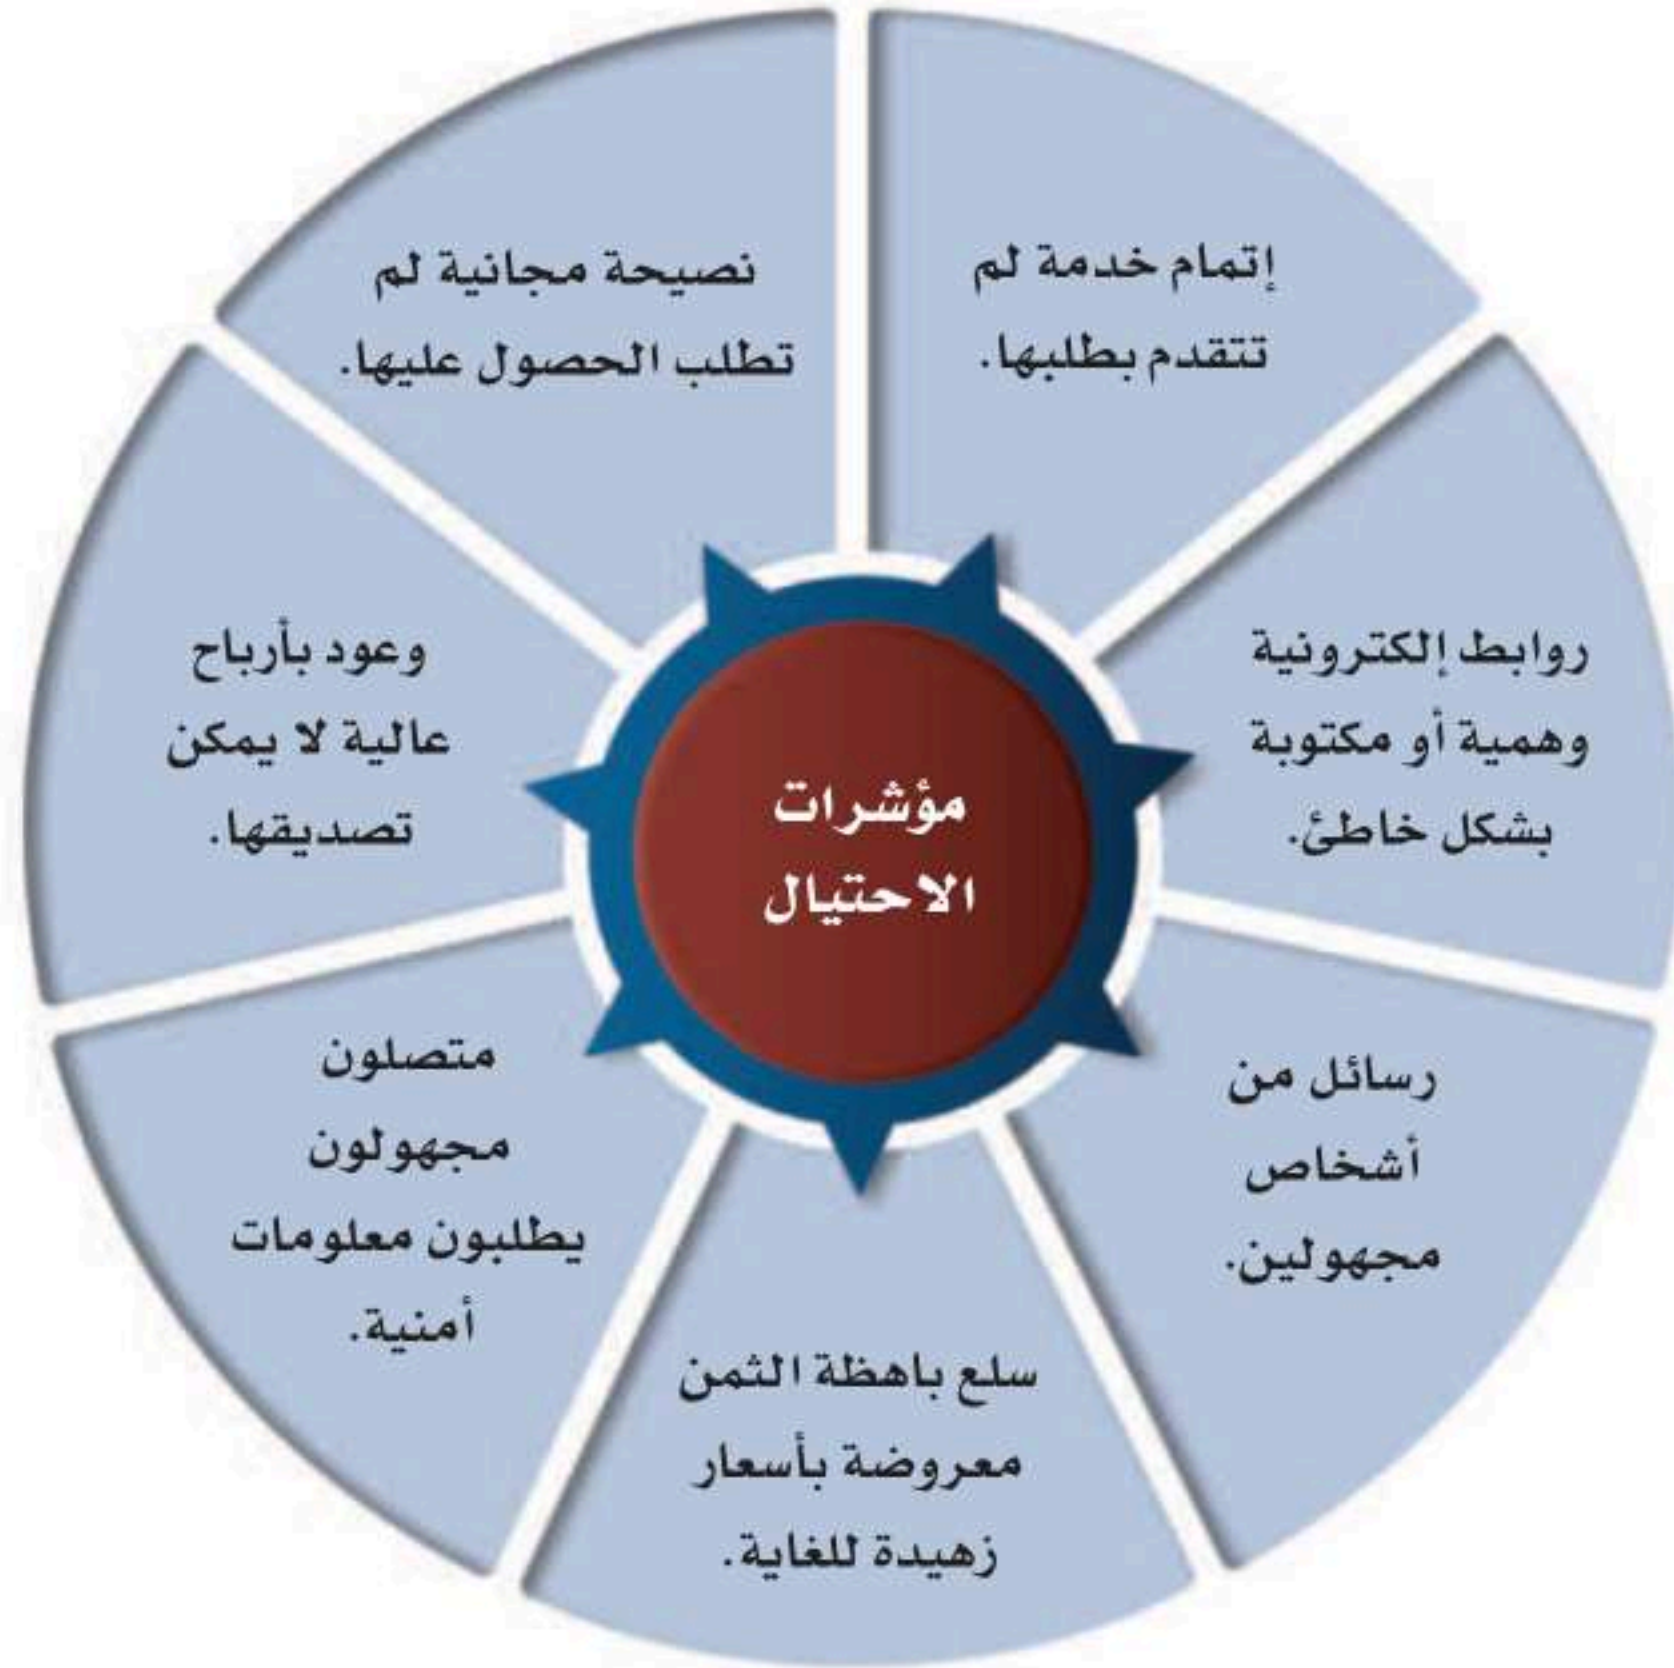 مؤشرات
الاحتيال
إتمام خدمة لم
تتقدم بطلبها.
روابط إلكترونية
وهمية أو مكتوبة
بشكل خاطئ.
رسائل من
أشخاص
مجهولين.
سلع باهظة الثمن
معروضة بأسعار
زهيدة للغاية.
متصلون
مجهولون
يطلبون معلومات
أمنية.
وعود بأرباح
عالية لا يمكن
تصديقها.
نصيحة مجانية لم
تطلب الحصول عليها.